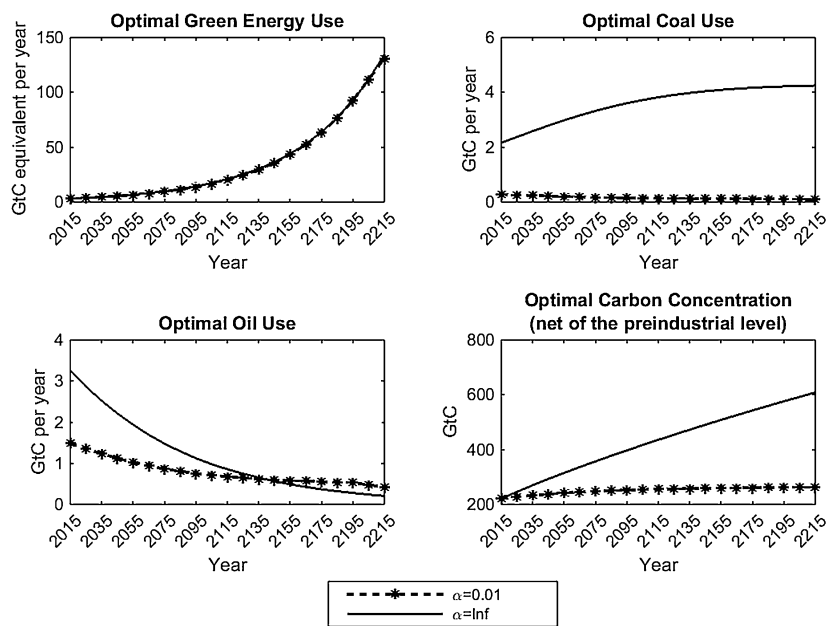 Optimal Green Energy Use
GtC equivalent per year
150
100
50
0
2015 2035 2055 2075 2095 2115 2135 2155 2175 2195 2215
Year
Optimal Coal Use
GtC per year
6
4
2
0
2015 2035 2055 2075 2095 2115 2135 2155 2175 2195 2215
Year
Optimal Oil Use
GtC per year
4
3
2
1
0
2015 2035 2055 2075 2095 2115 2135 2155 2175 2195 2215
Year
Optimal Carbon Concentration
(net of the preindustrial level)
GtC
800
600
400
200
2015 2035 2055 2075 2095 2115 2135 2155 2175 2195 2215
Year
α=0.01
α=Inf